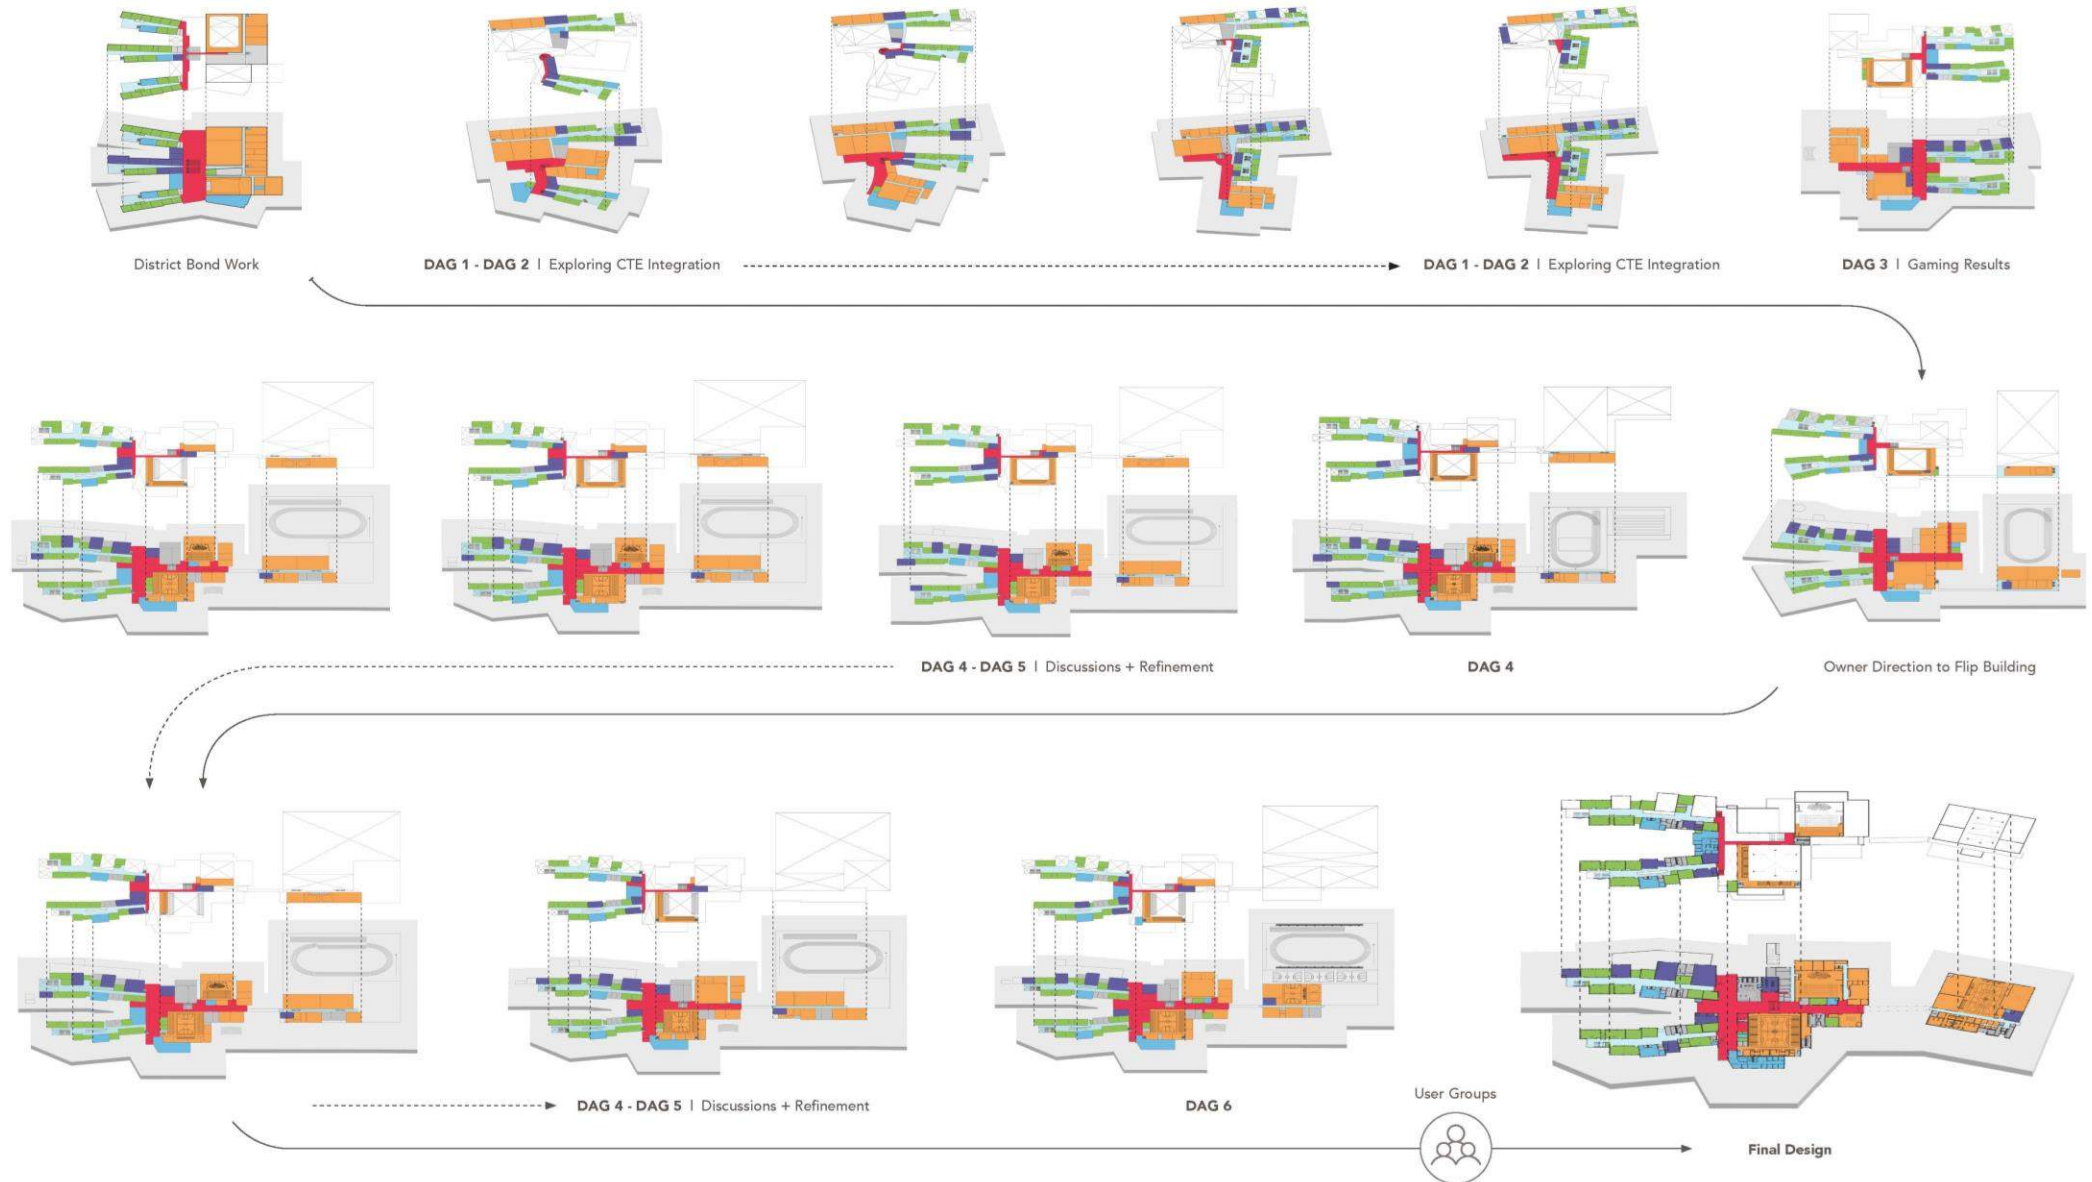 District Bond Work
DAG 1 - DAG 2 | Exploring CTE Integration
DAG 1 - DAG 2 | Exploring CTE Integration
DAG 3 | Gaming Results
DAG 4 - DAG 5 | Discussions + Refinement
DAG 4
Owner Direction to Flip Building
DAG 4 - DAG 5 | Discussions + Refinement
DAG 6
User Groups
Final Design